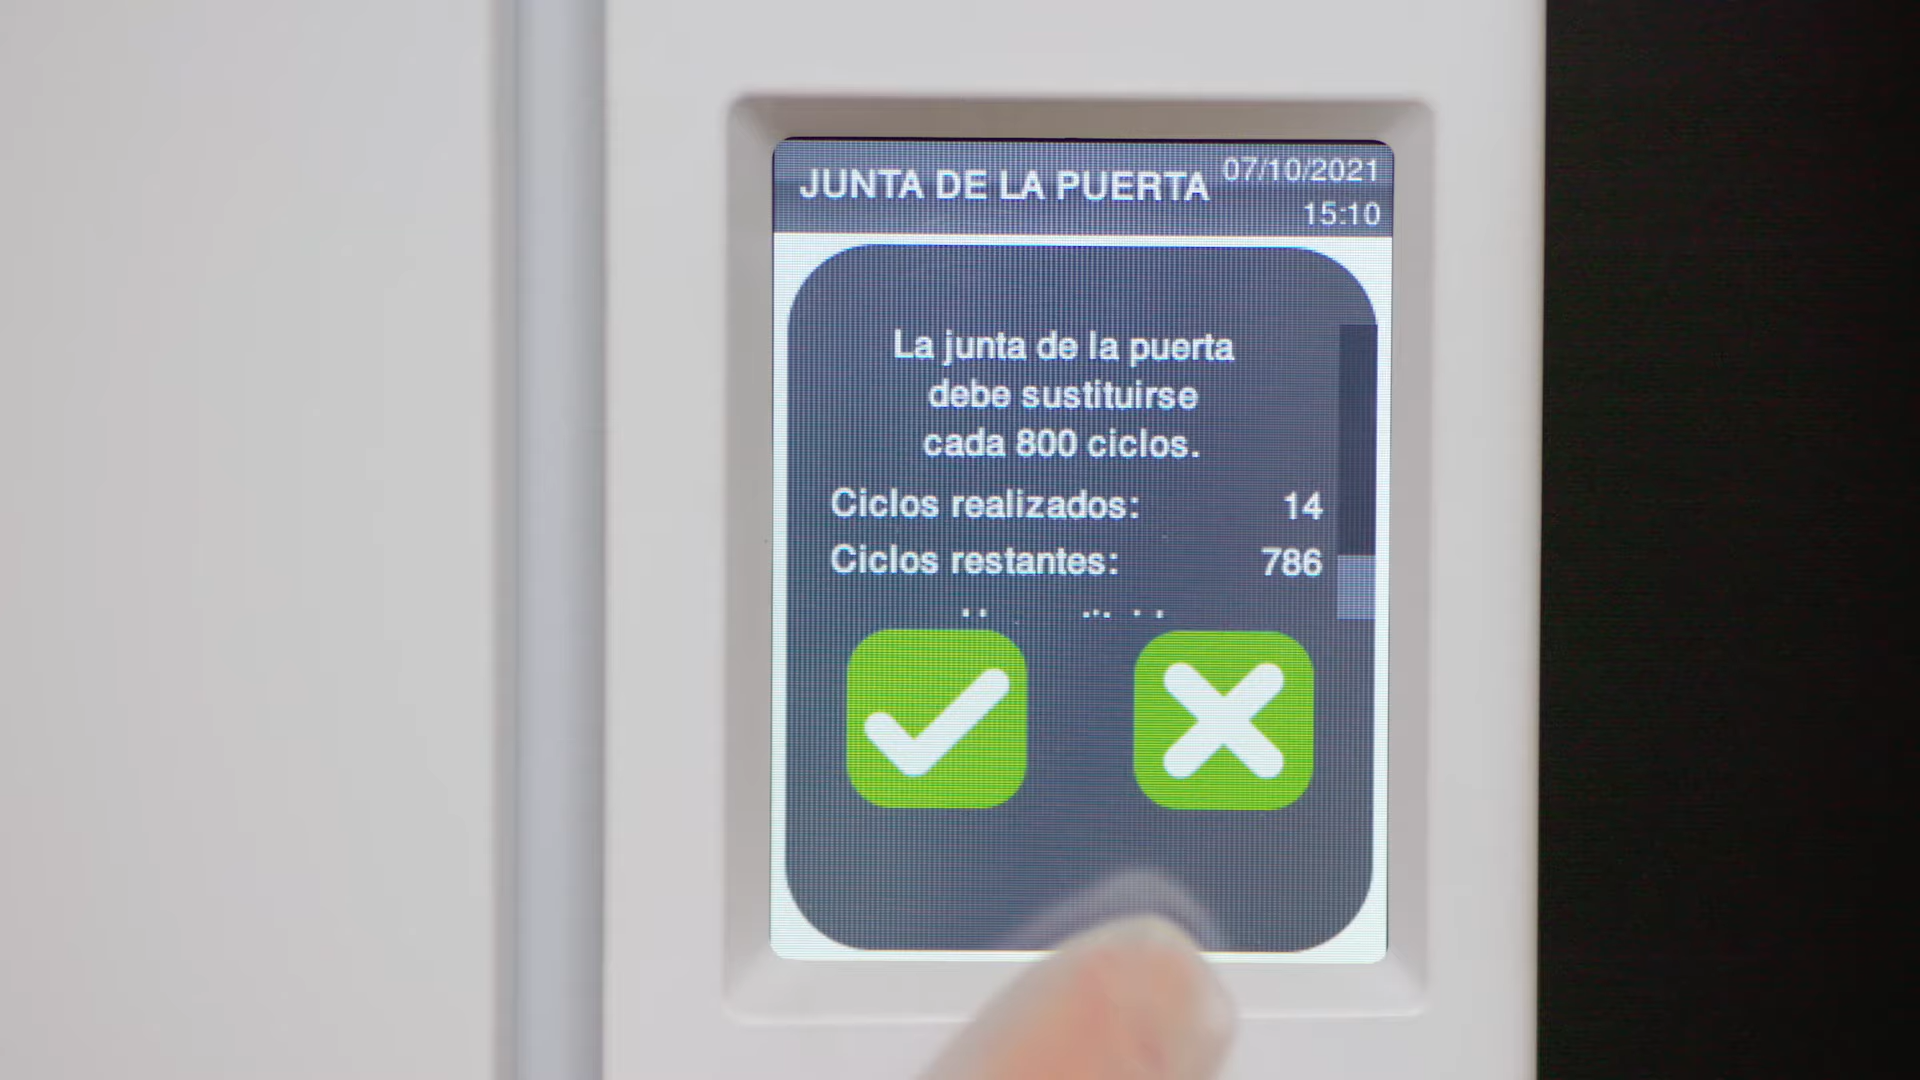 JUNTA DE LA PUERTA
07/10/2021
15:10
La junta de la puerta
debe sustituirse
cada 800 ciclos.
Ciclos realizados: 14
Ciclos restantes: 786